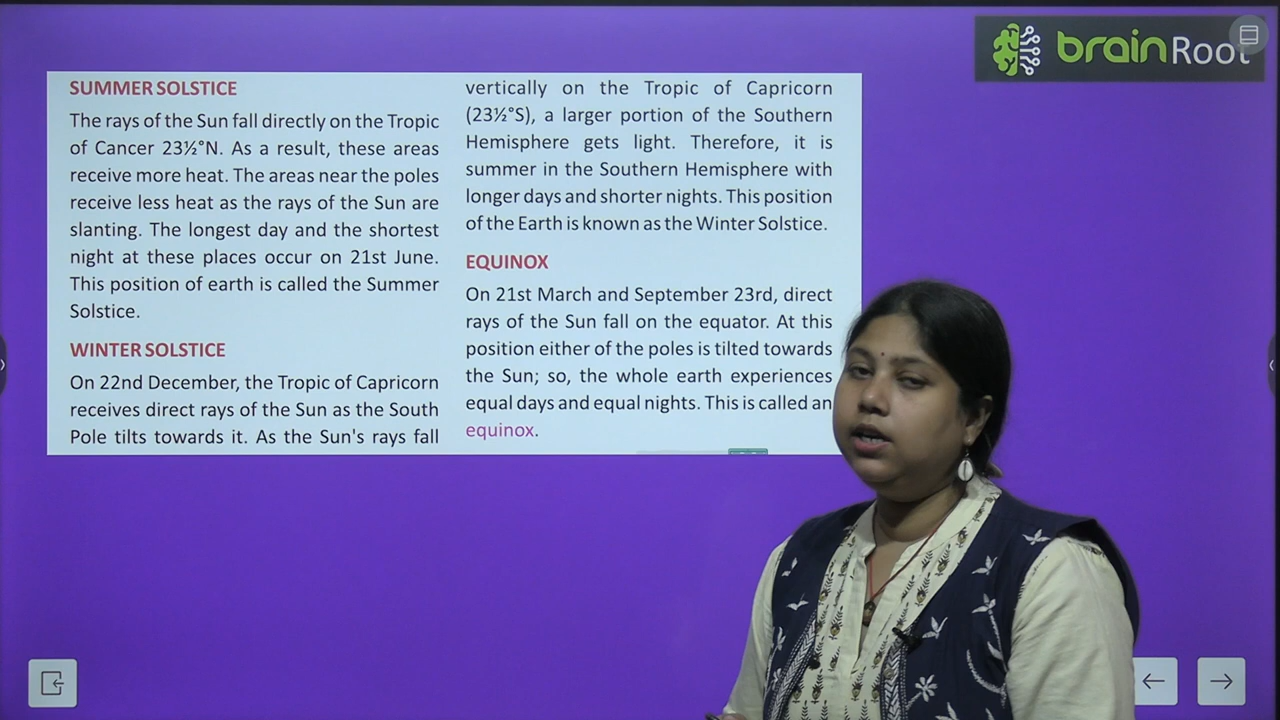 brainRoot
SUMMER SOLSTICE
The rays of the Sun fall directly on the Tropic
of Cancer 23½°N. As a result, these areas
receive more heat. The areas near the poles
receive less heat as the rays of the Sun are
slanting. The longest day and the shortest
night at these places occur on 21st June.
This position of earth is called the Summer
Solstice.
WINTER SOLSTICE
On 22nd December, the Tropic of Capricorn
receives direct rays of the Sun as the South
Pole tilts towards it. As the Sun's rays fall
vertically on the Tropic of Capricorn
(23½°S), a larger portion of the Southern
Hemisphere gets light. Therefore, it is
summer in the Southern Hemisphere with
longer days and shorter nights. This position
of the Earth is known as the Winter Solstice.
EQUINOX
On 21st March and September 23rd, direct
rays of the Sun fall on the equator. At this
position either of the poles is tilted towards
the Sun; so, the whole earth experiences
equal days and equal nights. This is called an
equinox.